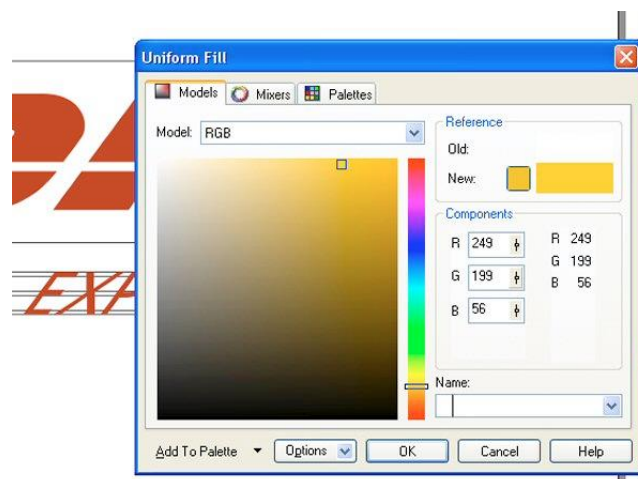 Uniform Fill
Models Mixers Palettes
Model: RGB
Reference
Old:
New:
Components
R 249 R 249
G 199 G 199
B 56 B 56
Name:
EXP
Add To Palette Options OK Cancel Help